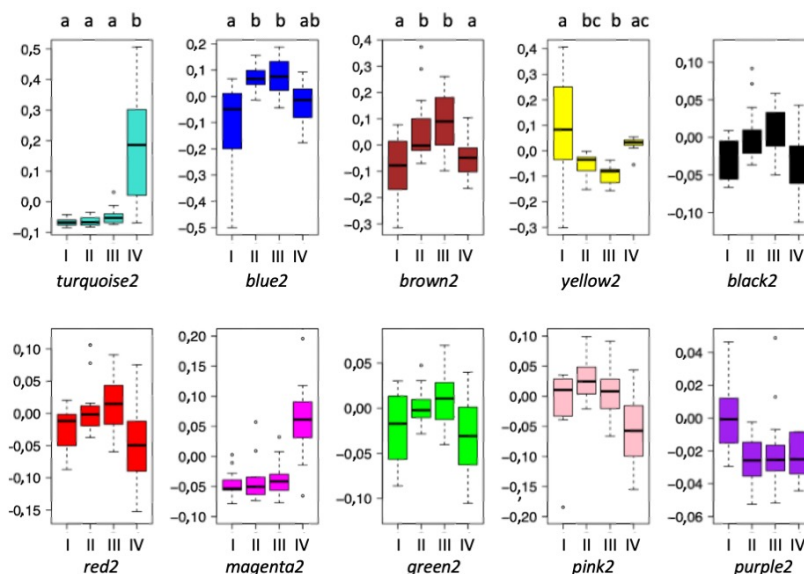 a a a b
0,5
0,4
0,3
0,2
0,1
0,0
-0,1
I II III IV
turquoise2
a b b ab
0,2
0,1
0,0
-0,1
-0,2
-0,3
-0,4
-0,5
I II III IV
blue2
a b b a
0,4
0,3
0,2
0,1
0,0
-0,1
-0,2
-0,3
I II III IV
brown2
a bc b ac
0,4
0,3
0,2
0,1
0,0
-0,1
-0,2
-0,3
I II III IV
yellow2
0,10
0,05
0,00
-0,05
-0,10
I II III IV
black2
0,10
0,05
0,00
-0,05
-0,10
-0,15
I II III IV
red2
0,20
0,15
0,10
0,05
0,00
-0,05
-0,10
I II III IV
magenta2
0,05
0,00
-0,05
-0,10
I II III IV
green2
0,10
0,05
0,00
-0,05
-0,10
-0,20
I II III IV
pink2
0,04
0,02
0,00
-0,02
-0,04
-0,06
I II III IV
purple2